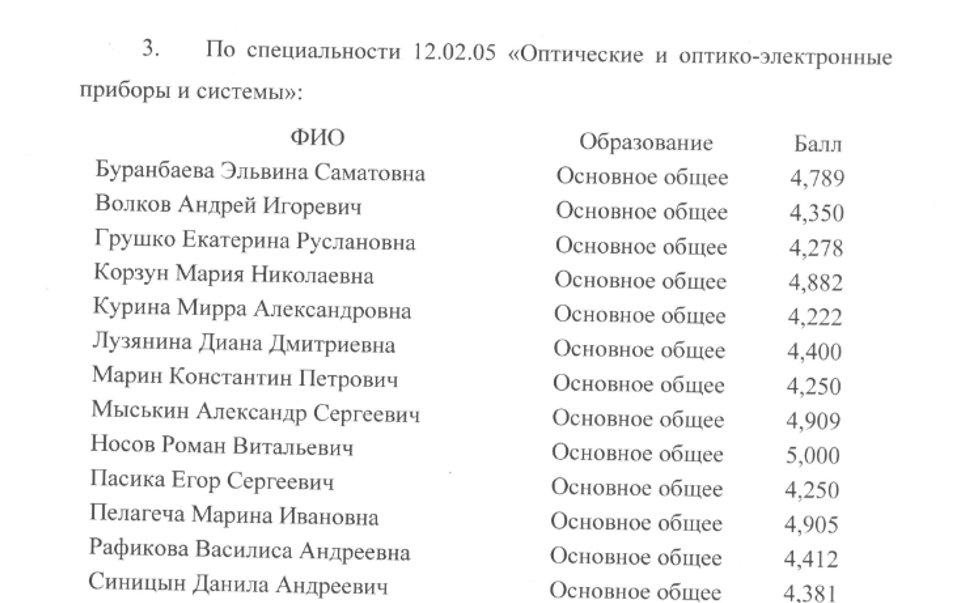 3. По специальности 12.02.05 «Оптические и оптико-электронные
приборы и системы»:
ФИО Образование Балл
Буранбаева Эльвина Саматовна Основное общее 4,789
Волков Андрей Игоревич Основное общее 4,350
Грушко Екатерина Руслановна Основное общее 4,278
Корзун Мария Николаевна Основное общее 4,882
Курина Мирра Александровна Основное общее 4,222
Лузянина Диана Дмитриевна Основное общее 4,400
Марин Константин Петрович Основное общее 4,250
Мыськин Александр Сергеевич Основное общее 4,909
Носов Роман Витальевич Основное общее 5,000
Пасика Егор Сергеевич Основное общее 4,250
Пелагеча Марина Ивановна Основное общее 4,905
Рафикова Василиса Андреевна Основное общее 4,412
Синицын Данила Андреевич Основное общее 4,381